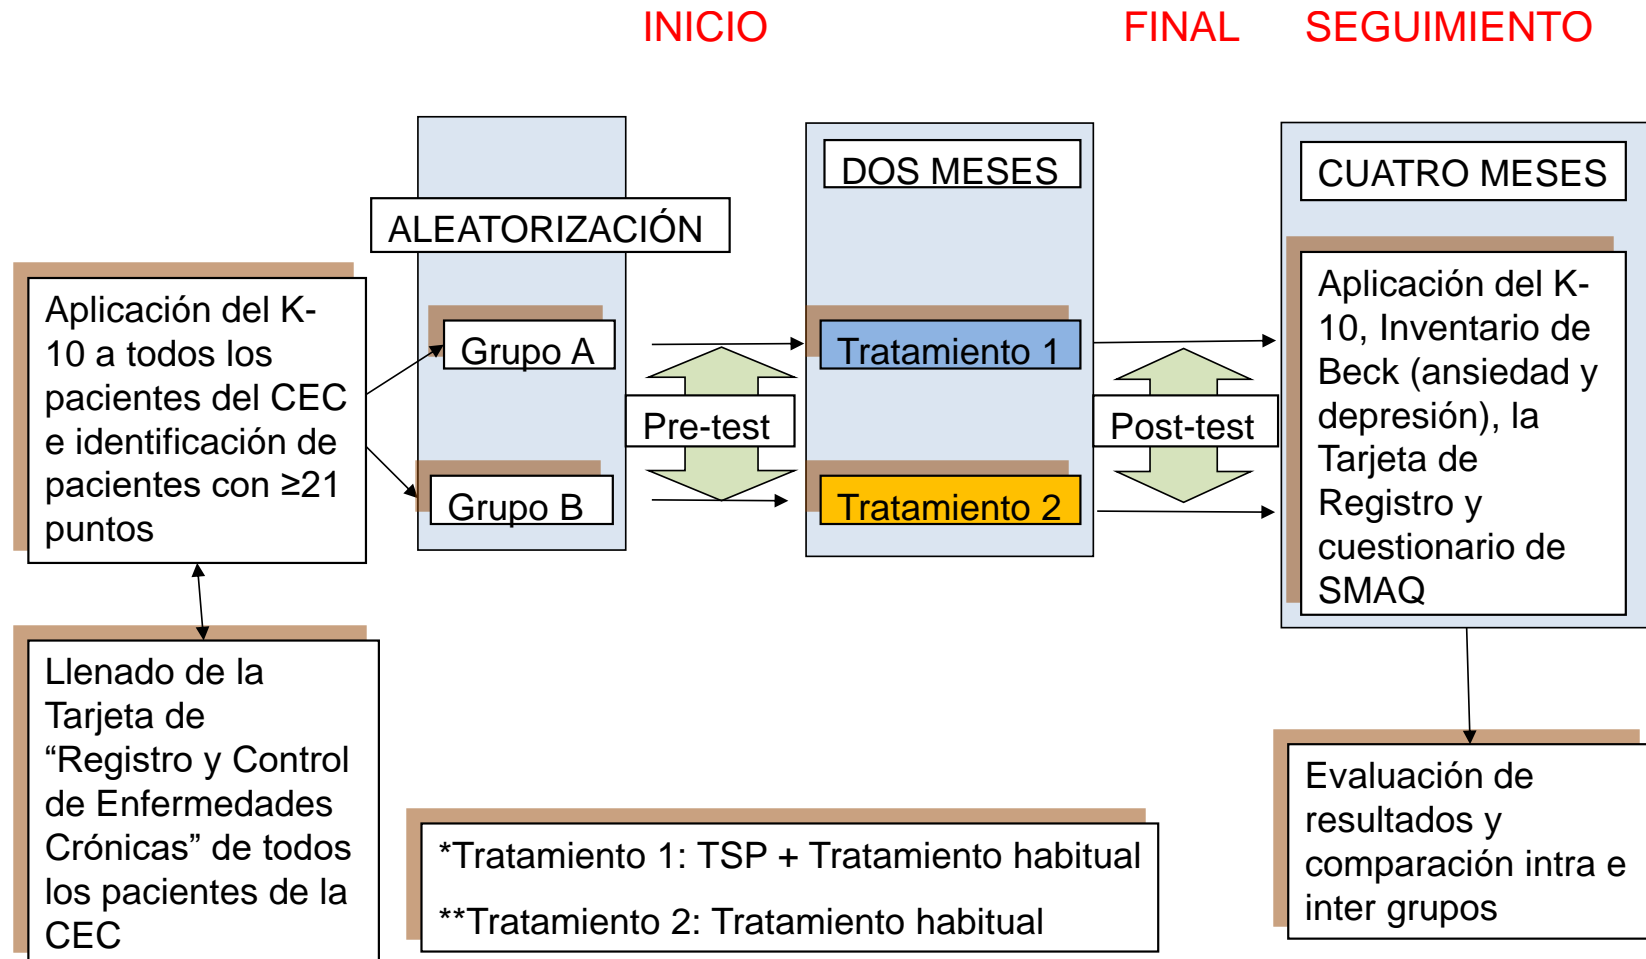 INICIO
FINAL
SEGUIMIENTO
ALEATORIZACIÓN
DOS MESES
CUATRO MESES
Aplicación del K-
10 a todos los
pacientes del CEC
e identificación de
pacientes con ≥21
puntos
Grupo A
Grupo B
Pre-test
Tratamiento 1
Tratamiento 2
Post-test
Aplicación del K-
10, Inventario de
Beck (ansiedad y
depresión), la
Tarjeta de
Registro y
cuestionario de
SMAQ
Llenado de la
Tarjeta de
“Registro y Control
de Enfermedades
Crónicas” de todos
los pacientes de la
CEC
*Tratamiento 1: TSP + Tratamiento habitual
**Tratamiento 2: Tratamiento habitual
Evaluación de
resultados y
comparación intra e
inter grupos